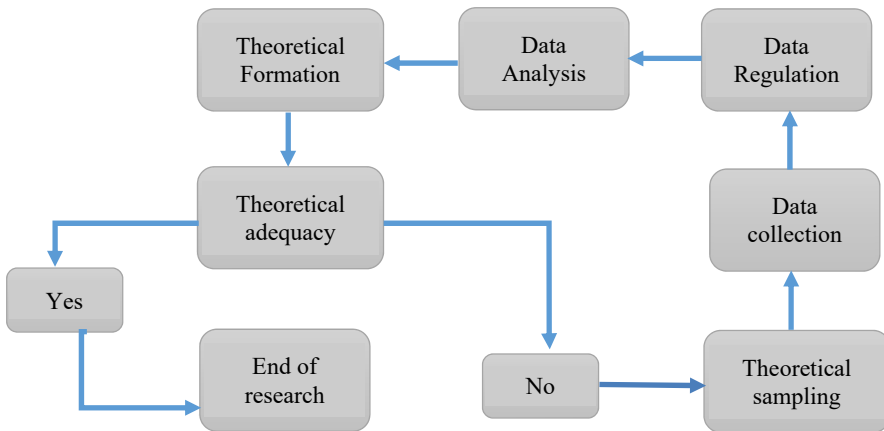 Theoretical
Formation
Data
Analysis
Data
Regulation
Theoretical
adequacy
Data
collection
Yes
End of
research
No
Theoretical
sampling